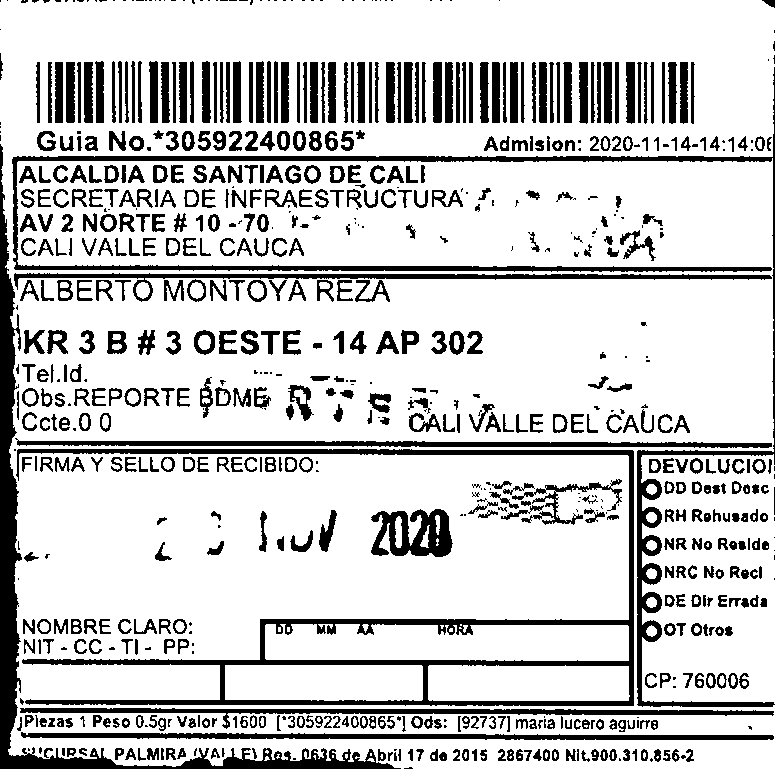 Guia No.*305922400865*
Admision: 2020-11-14-14:14:06
ALCALDIA DE SANTIAGO DE CALI
SECRETARIA DE INFRAESTRUCTURA
AV 2 NORTE # 10 -70
CALI VALLE DEL CAUCA
ALBERTO MONTOYA REZA
KR 3 B # 3 OESTE - 14 AP 302
Tel.Id.
Obs.REPORTE BDME
Ccte.0 0
CALI VALLE DEL CAUCA
FIRMA Y SELLO DE RECIBIDO:
NOV 2020
NOMBRE CLARO:
NIT - CC - TI - PP:
DD MM AA HORA
DEVOLUCIO
DD Dest Desc
RH Rehusado
NR No Reside
NRC No Recl
DE Dir Errada
OT Otros
CP: 760006
Piezas 1 Peso 0.5gr Valor $1600 [*305922400865*] Ods: [92737] maria lucero aguirre
SUCURSAL PALMIRA (VALLE) Res. 0636 de Abril 17 de 2015 2867400 Nit.900.310.856-2